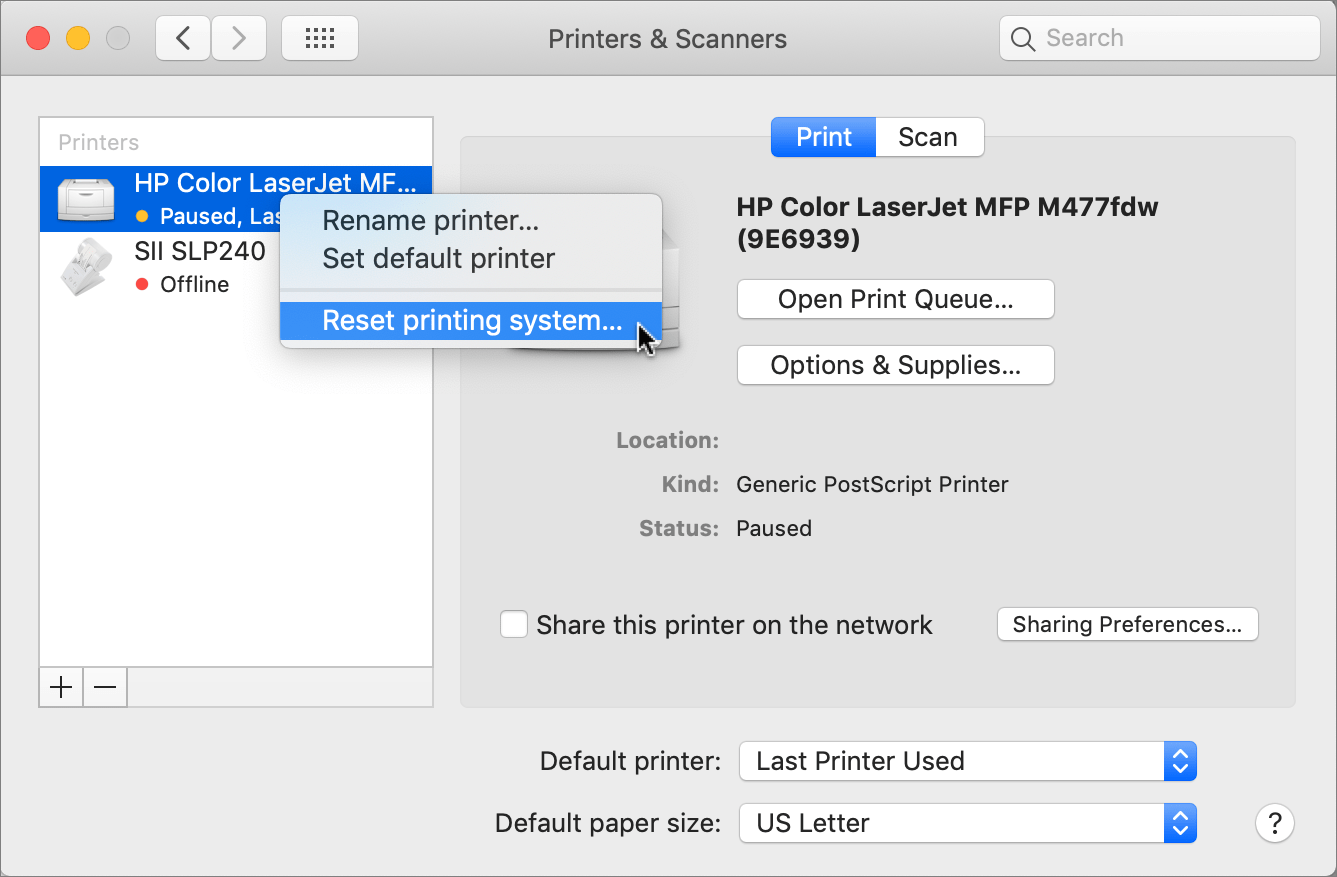 Printers & Scanners
Search
Printers
HP Color LaserJet MF...
Paused, Las
SII SLP240
Offline
Rename printer...
Set default printer
Reset printing system...
Print
Scan
HP Color LaserJet MFP M477fdw
(9E6939)
Open Print Queue...
Options & Supplies...
Location:
Kind: Generic PostScript Printer
Status: Paused
Share this printer on the network
Sharing Preferences...
Default printer: Last Printer Used
Default paper size: US Letter
?